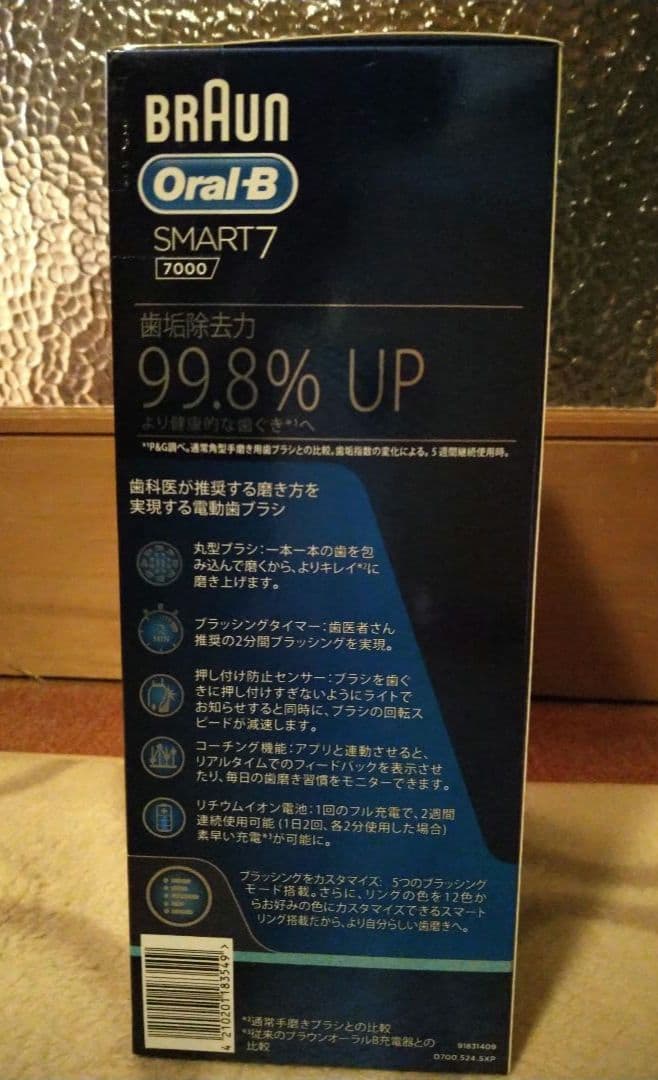 BRAUN
Oral-B
SMART7
7000
歯垢除去力
99.8% UP
より健康的な歯ぐき*¹へ
*¹P&G調べ。通常角型手磨き用歯ブラシとの比較。歯垢指数の変化による。5週間継続使用時。
歯科医が推奨する磨き方を
実現する電動歯ブラシ
丸型ブラシ：一本一本の歯を包
み込んで磨くから、よりキレイ*²に
磨き上げます。
ブラッシングタイマー：歯医者さん
推奨の2分間ブラッシングを実現。
押し付け防止センサー：ブラシを歯ぐ
きに押し付けすぎないようにライトで
お知らせすると同時に、ブラシの回転ス
ピードが減速します。
コーチング機能：アプリと連動させると、
リアルタイムでのフィードバックを表示させ
たり、毎日の歯磨き習慣をモニターできます。
リチウムイオン電池：1回のフル充電で、2週間
連続使用可能 (1日2回、各2分使用した場合)
素早い充電*³が可能に。
ブラッシングをカスタマイズ： 5つのブラッシング
モード搭載。さらに、リングの色を12色か
らお好みの色にカスタマイズできるスマート
リング搭載だから、より自分らしい歯磨きへ。
4 210201183549 >
*²通常手磨きブラシとの比較
*³従来のブラウンオーラルB充電器との
比較
91831409
D700.524.5XP